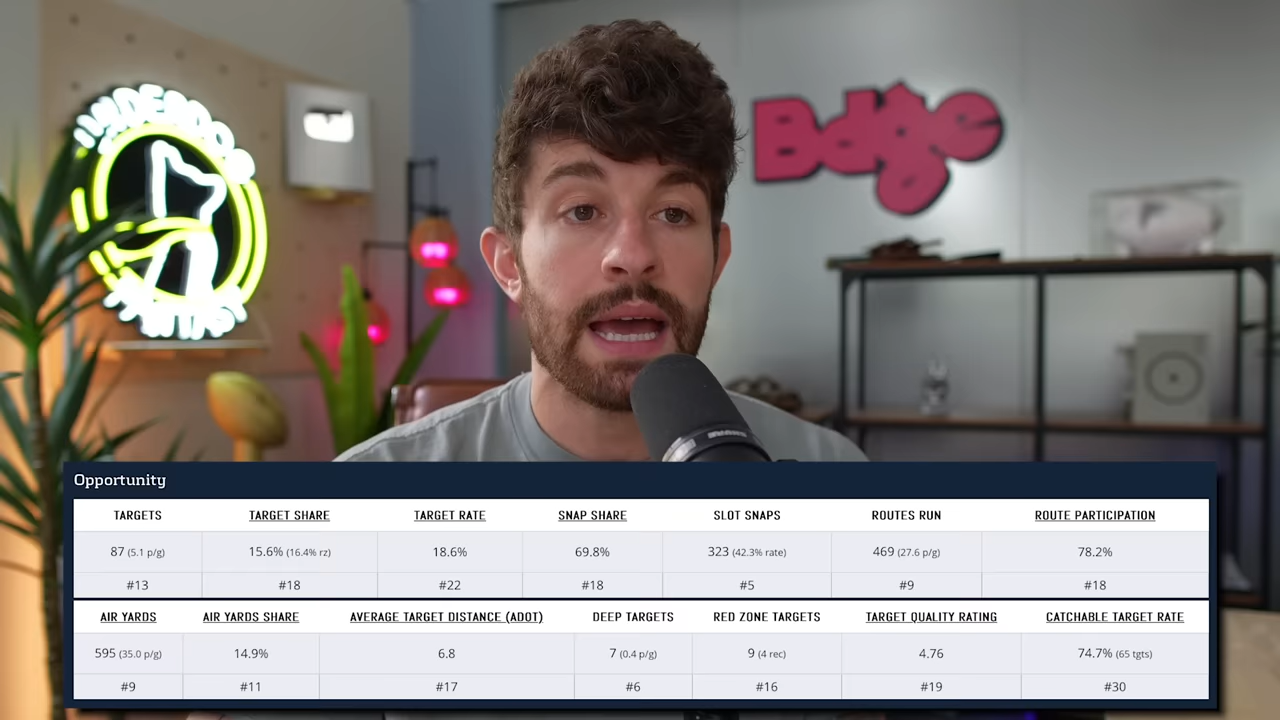 UNDERDOG
FANTASY
Bdge
Opportunity
TARGETS TARGET SHARE TARGET RATE SNAP SHARE SLOT SNAPS ROUTES RUN ROUTE PARTICIPATION
87 (5.1 p/g) 15.6% (16.4% rz) 18.6% 69.8% 323 (42.3% rate) 469 (27.6 p/g) 78.2%
#13 #18 #22 #18 #5 #9 #18
AIR YARDS AIR YARDS SHARE AVERAGE TARGET DISTANCE (ADOT) DEEP TARGETS RED ZONE TARGETS TARGET QUALITY RATING CATCHABLE TARGET RATE
595 (35.0 p/g) 14.9% 6.8 7 (0.4 p/g) 9 (4 rec) 4.76 74.7% (65 tgts)
#9 #11 #17 #6 #16 #19 #30